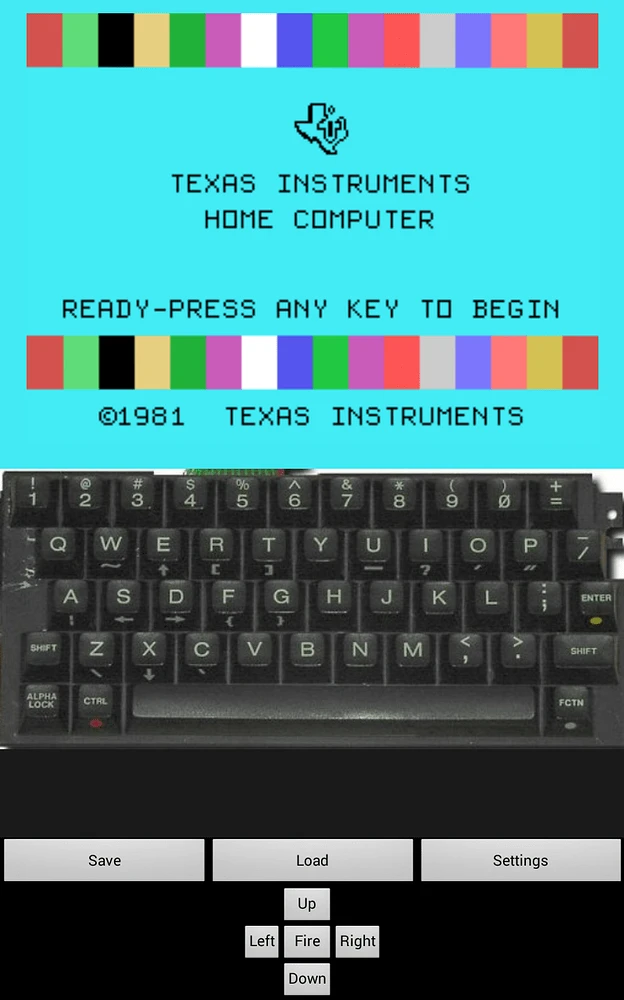 TEXAS INSTRUMENTS
HOME COMPUTER
READY-PRESS ANY KEY TO BEGIN
©1981 TEXAS INSTRUMENTS
! @ # $ % ^ & * ( ) +
1 2 3 4 5 6 7 8 9 0 =
Q W E R T Y U I O P - /
~ [ ] _ ? ' "
A S D F G H J K L : ; ENTER
{ }
SHIFT Z X C V B N M < , > . SHIFT
\ `
ALPHA LOCK CTRL FCTN
Save Load Settings
Up
Left Fire Right
Down